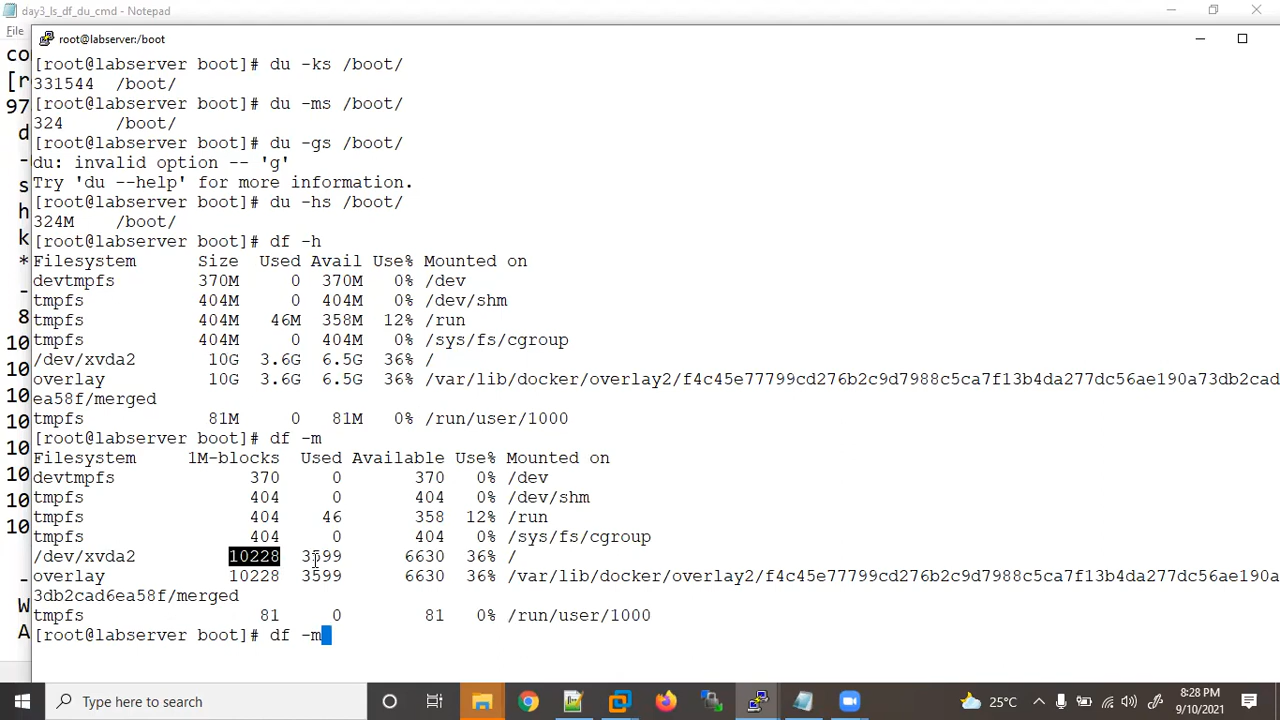 day3_ls_df_du_cmd - Notepad
File
root@labserver:/boot
[root@labserver boot]# du -ks /boot/
331544  /boot/
[root@labserver boot]# du -ms /boot/
324     /boot/
[root@labserver boot]# du -gs /boot/
du: invalid option -- 'g'
Try 'du --help' for more information.
[root@labserver boot]# du -hs /boot/
324M    /boot/
[root@labserver boot]# df -h
Filesystem      Size  Used Avail Use% Mounted on
devtmpfs        370M     0  370M   0% /dev
tmpfs           404M     0  404M   0% /dev/shm
tmpfs           404M   46M  358M  12% /run
tmpfs           404M     0  404M   0% /sys/fs/cgroup
/dev/xvda2       10G  3.6G  6.5G  36% /
overlay          10G  3.6G  6.5G  36% /var/lib/docker/overlay2/f4c45e77799cd276b2c9d7988c5ca7f13b4da277dc56ae190a73db2cad
ea58f/merged
tmpfs            81M     0   81M   0% /run/user/1000
[root@labserver boot]# df -m
Filesystem     1M-blocks  Used Available Use% Mounted on
devtmpfs             370     0       370   0% /dev
tmpfs                404     0       404   0% /dev/shm
tmpfs                404    46       358  12% /run
tmpfs                404     0       404   0% /sys/fs/cgroup
/dev/xvda2         10228  3599      6630  36% /
overlay            10228  3599      6630  36% /var/lib/docker/overlay2/f4c45e77799cd276b2c9d7988c5ca7f13b4da277dc56ae190a
3db2cad6ea58f/merged
tmpfs                 81     0        81   0% /run/user/1000
[root@labserver boot]# df -m
Type here to search
25°C
8:28 PM
9/10/2021